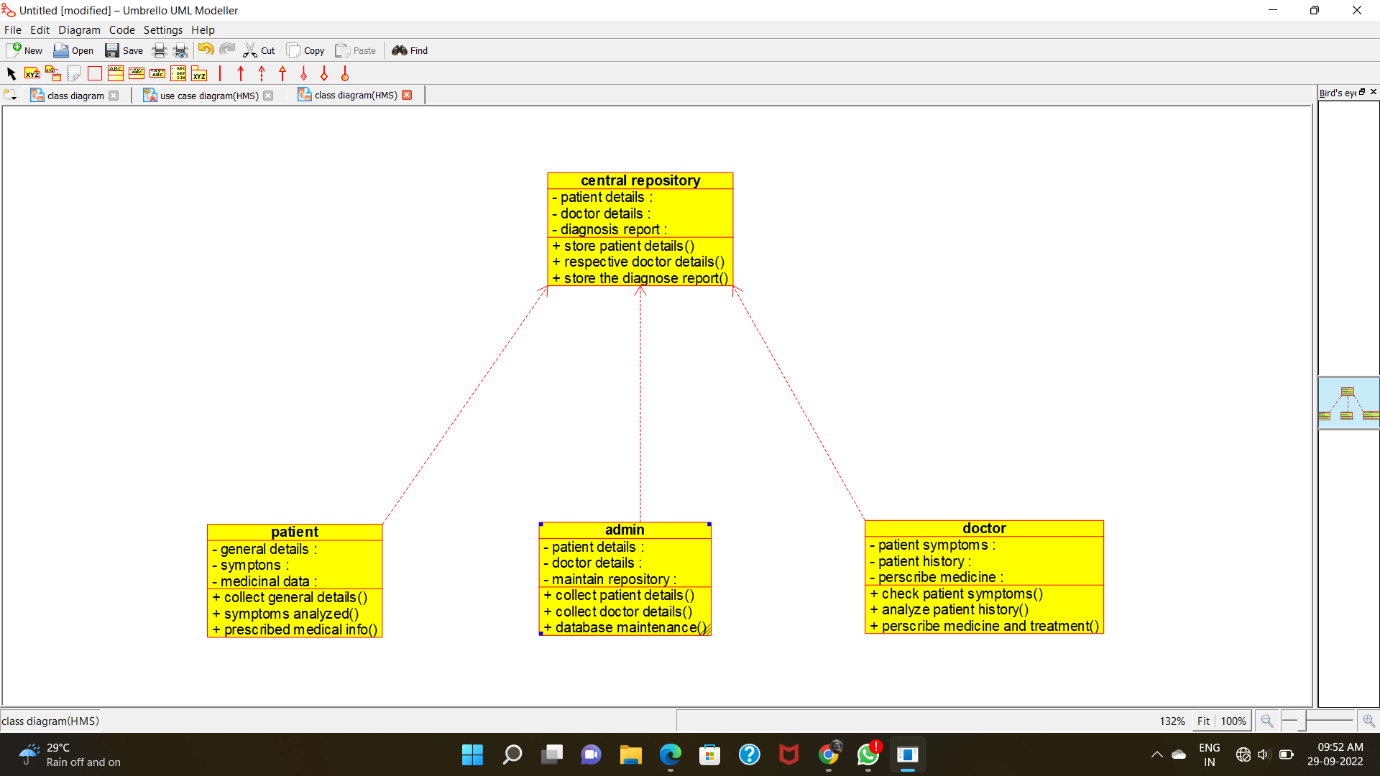 Untitled [modified] – Umbrello UML Modeller
File Edit Diagram Code Settings Help
New Open Save Cut Copy Paste Find
class diagram use case diagram(HMS) class diagram(HMS) Bird's eye
central repository
- patient details :
- doctor details :
- diagnosis report :
+ store patient details()
+ respective doctor details()
+ store the diagnose report()
patient
- general details :
- symptons :
- medicinal data :
+ collect general details()
+ symptoms analyzed()
+ prescribed medical info()
admin
- patient details :
- doctor details :
- maintain repository :
+ collect patient details()
+ collect doctor details()
+ database maintenance()
doctor
- patient symptoms :
- patient history :
- perscribe medicine :
+ check patient symptoms()
+ analyze patient history()
+ perscribe medicine and treatment()
class diagram(HMS) 132% Fit 100%
29°C
Rain off and on
ENG
IN
09:52 AM
29-09-2022